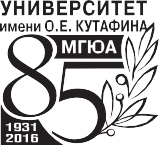 УНИВЕРСИТЕТ
имени О.Е. КУТАФИНА
МГЮА
85
1931
2016